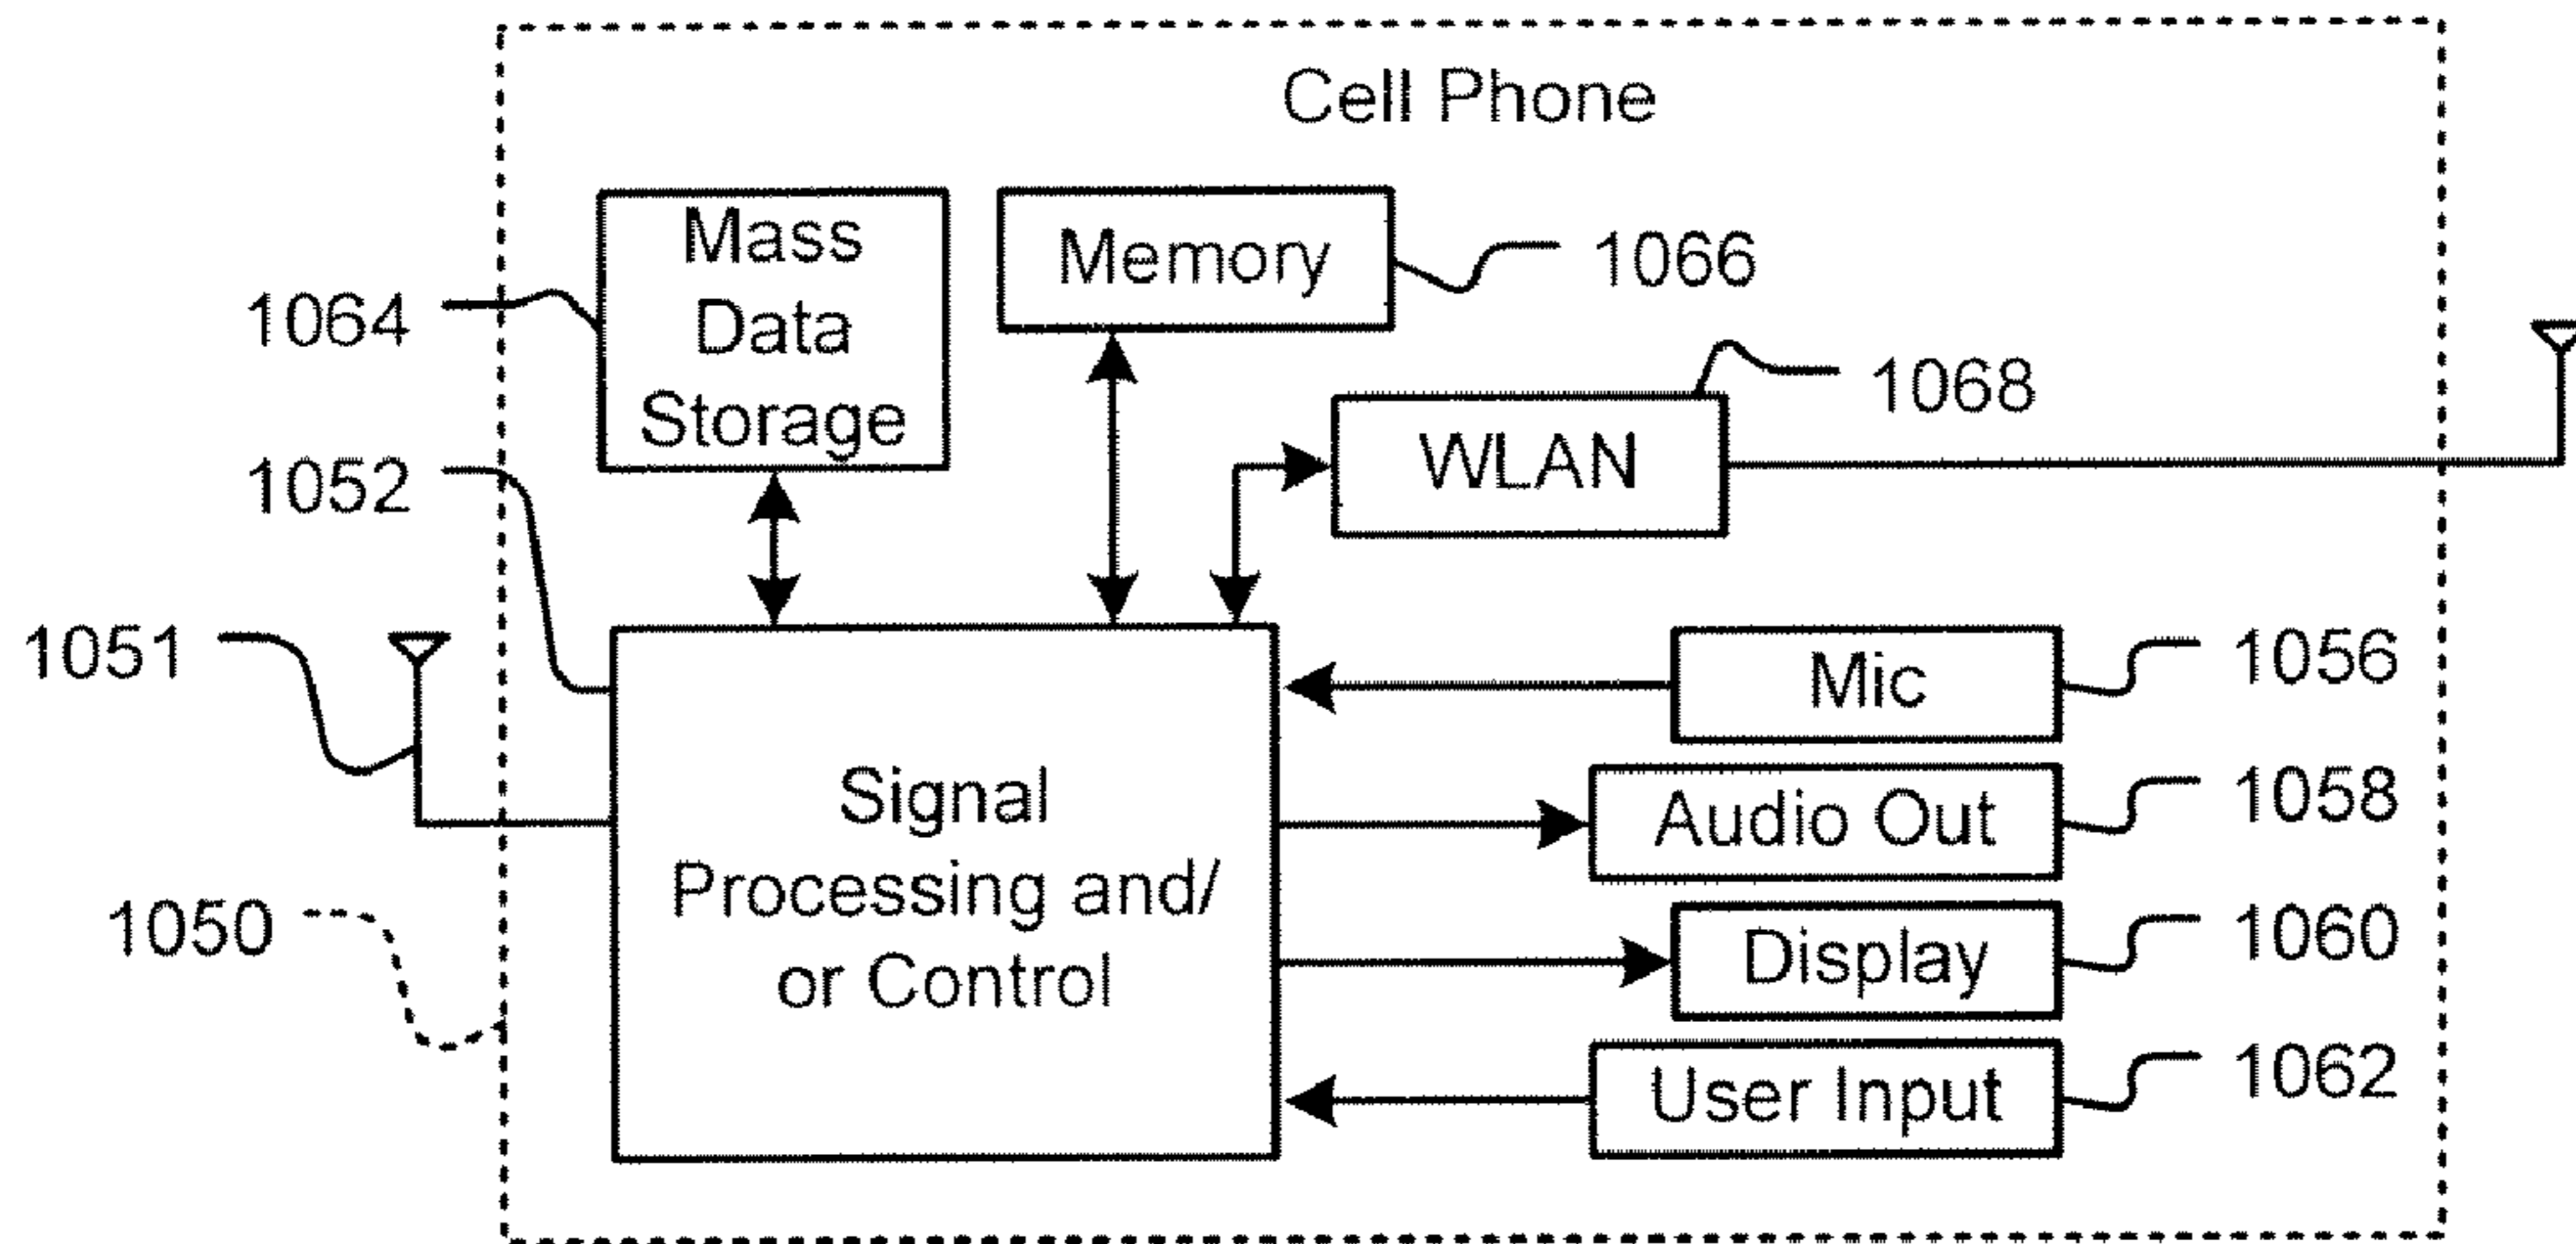 Cell Phone
Mass
Data
Storage
Memory
1066
1064
1068
WLAN
1052
1051
Mic
1056
Signal
Processing and/
or Control
Audio Out
1058
1050
Display
1060
User Input
1062